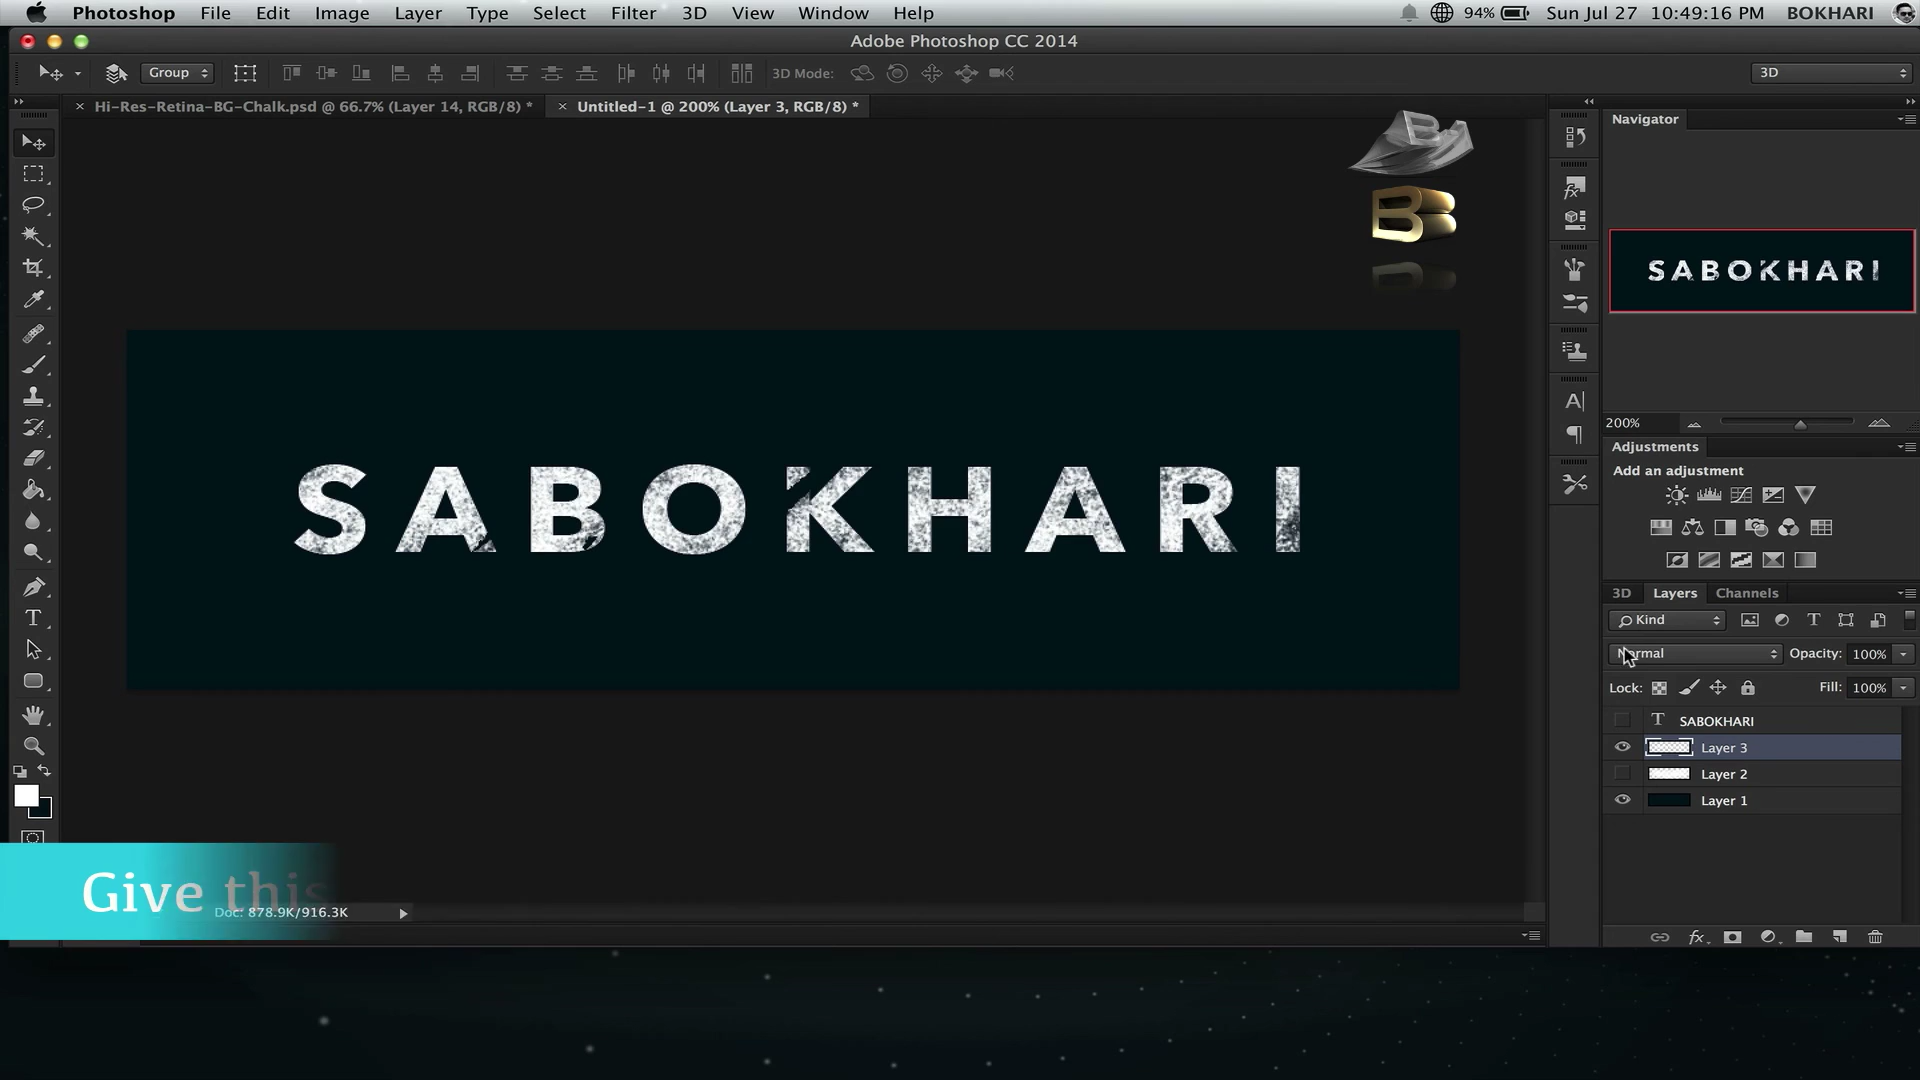 Photoshop File Edit Image Layer Type Select Filter 3D View Window Help 94% Sun Jul 27 10:49:16 PM BOKHARI
Adobe Photoshop CC 2014
Group 3D Mode: 3D
Hi-Res-Retina-BG-Chalk.psd @ 66.7% (Layer 14, RGB/8) * Untitled-1 @ 200% (Layer 3, RGB/8) *
Navigator
B
B
SABOKHARI
SABOKHARI
200%
Adjustments
Add an adjustment
3D Layers Channels
Kind
Normal Opacity: 100%
Lock: Fill: 100%
T SABOKHARI
Layer 3
Layer 2
Layer 1
Give this
Doc: 878.9K/916.3K
fx